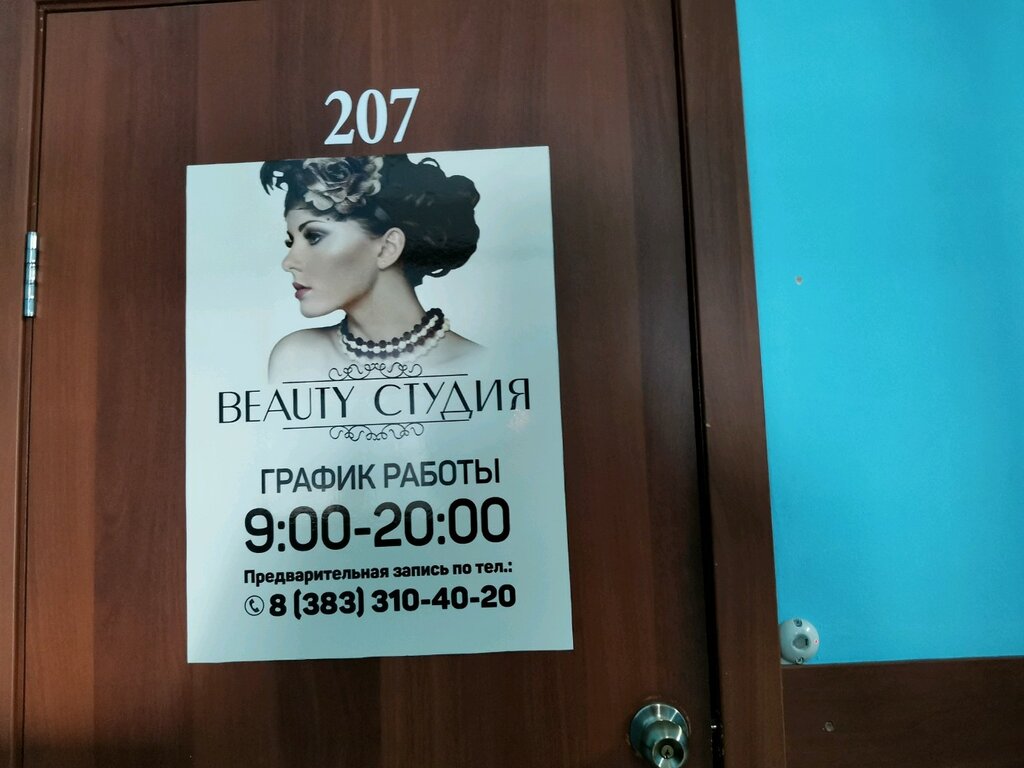 207
BEAUTY СТУДИЯ
ГРАФИК РАБОТЫ
9:00-20:00
Предварительная запись по тел.:
8 (383) 310-40-20